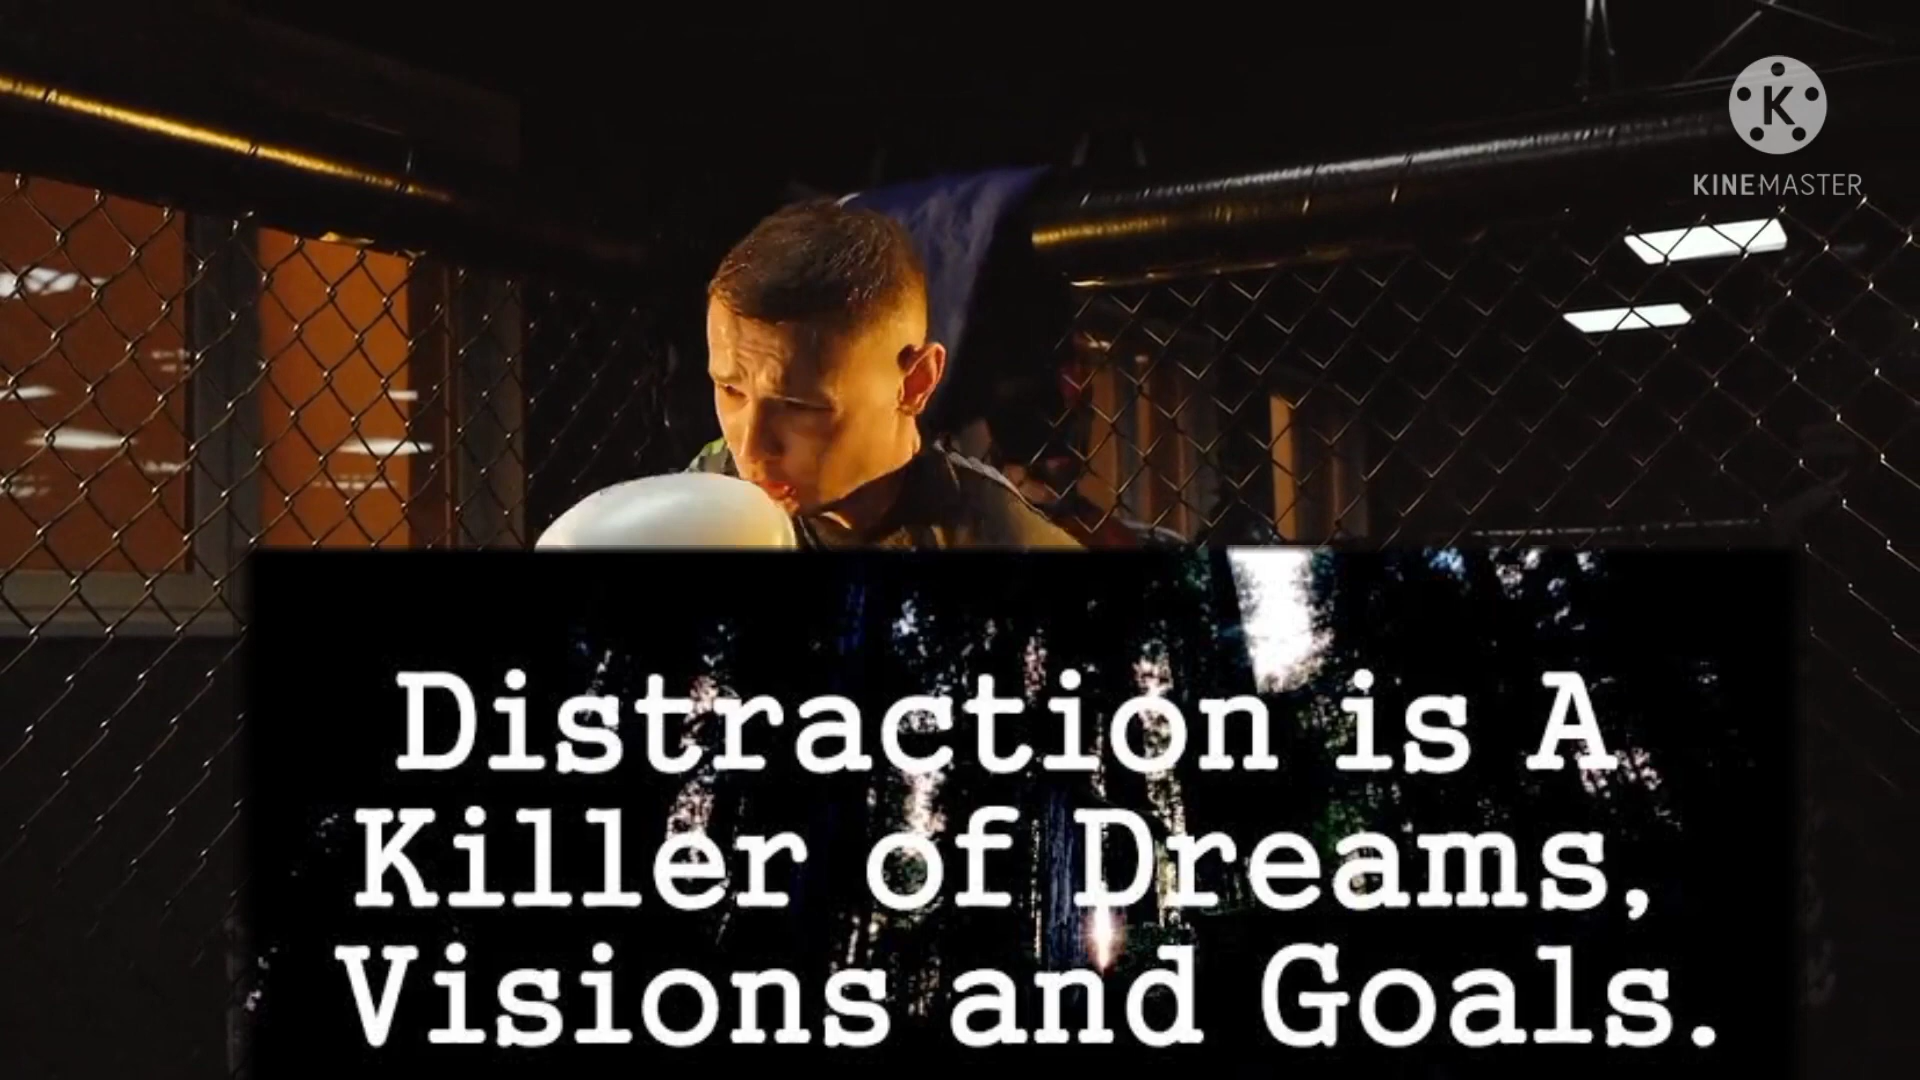 K
KINEMASTER
Distraction is A
Killer of Dreams,
Visions and Goals.